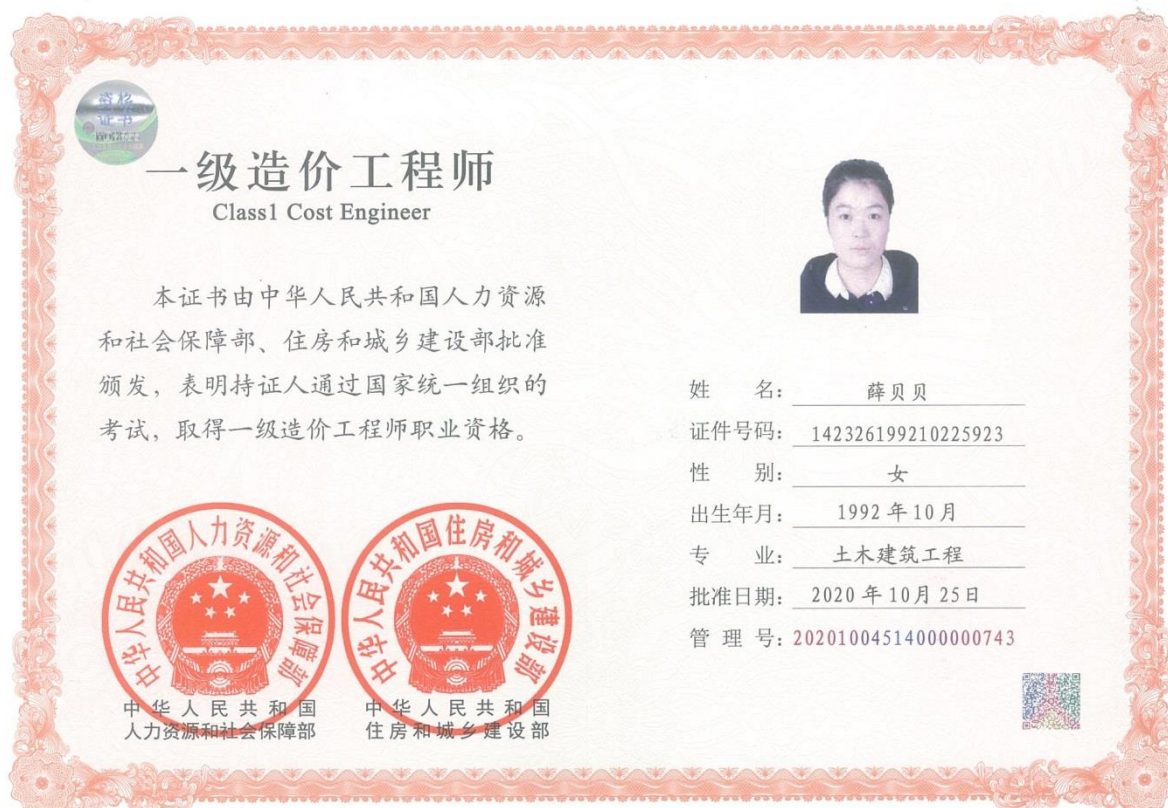 资格
证书
一级造价工程师
Class1 Cost Engineer
本证书由中华人民共和国人力资源
和社会保障部、住房和城乡建设部批准
颁发，表明持证人通过国家统一组织的
考试，取得一级造价工程师职业资格。
中华人民共和国人力资源和社会保障部
中华人民共和国住房和城乡建设部
中华人民共和国
人力资源和社会保障部
中华人民共和国
住房和城乡建设部
姓 名： 薛贝贝
证件号码： 142326199210225923
性 别： 女
出生年月： 1992年10月
专 业： 土木建筑工程
批准日期： 2020年10月25日
管 理 号： 20201004514000000743